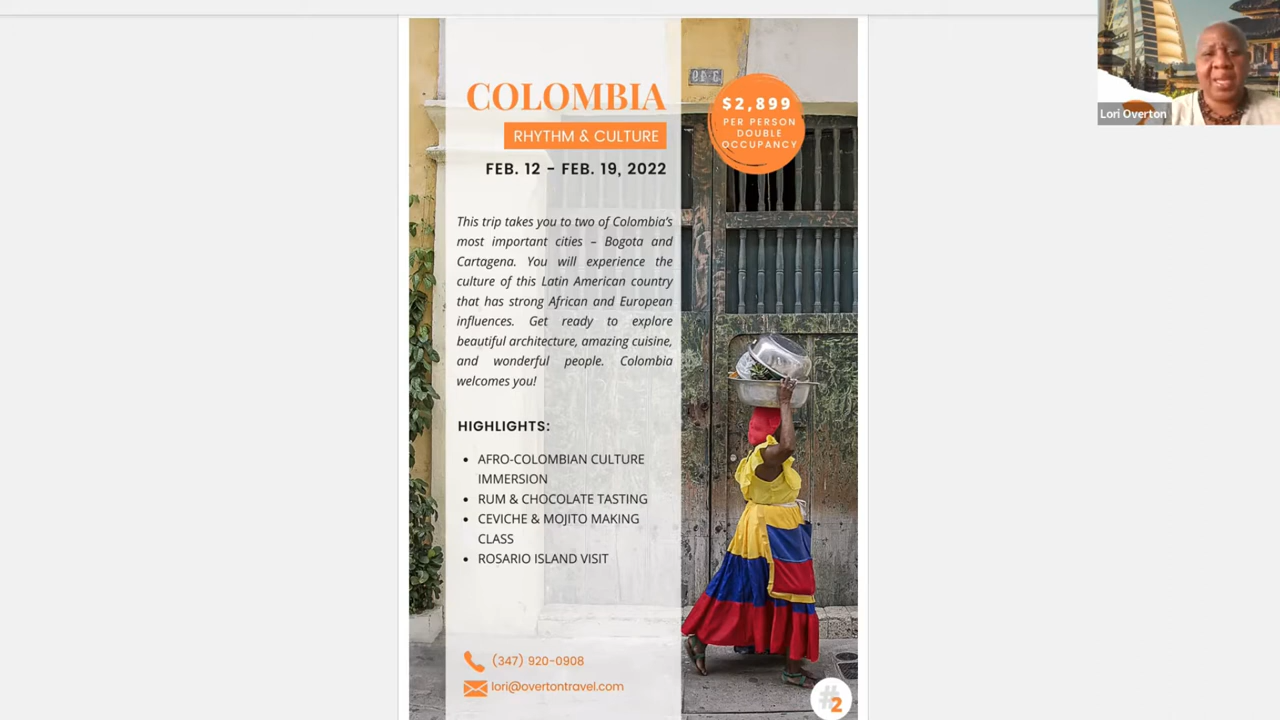 COLOMBIA
RHYTHM & CULTURE
FEB. 12 – FEB. 19, 2022
$2,899
PER PERSON
DOUBLE
OCCUPANCY
This trip takes you to two of Colombia's
most important cities – Bogota and
Cartagena. You will experience the
culture of this Latin American country
that has strong African and European
influences. Get ready to explore
beautiful architecture, amazing cuisine,
and wonderful people. Colombia
welcomes you!
HIGHLIGHTS:
• AFRO-COLOMBIAN CULTURE
IMMERSION
• RUM & CHOCOLATE TASTING
• CEVICHE & MOJITO MAKING
CLASS
• ROSARIO ISLAND VISIT
(347) 920-0908
lori@overtontravel.com
#2
Lori Overton